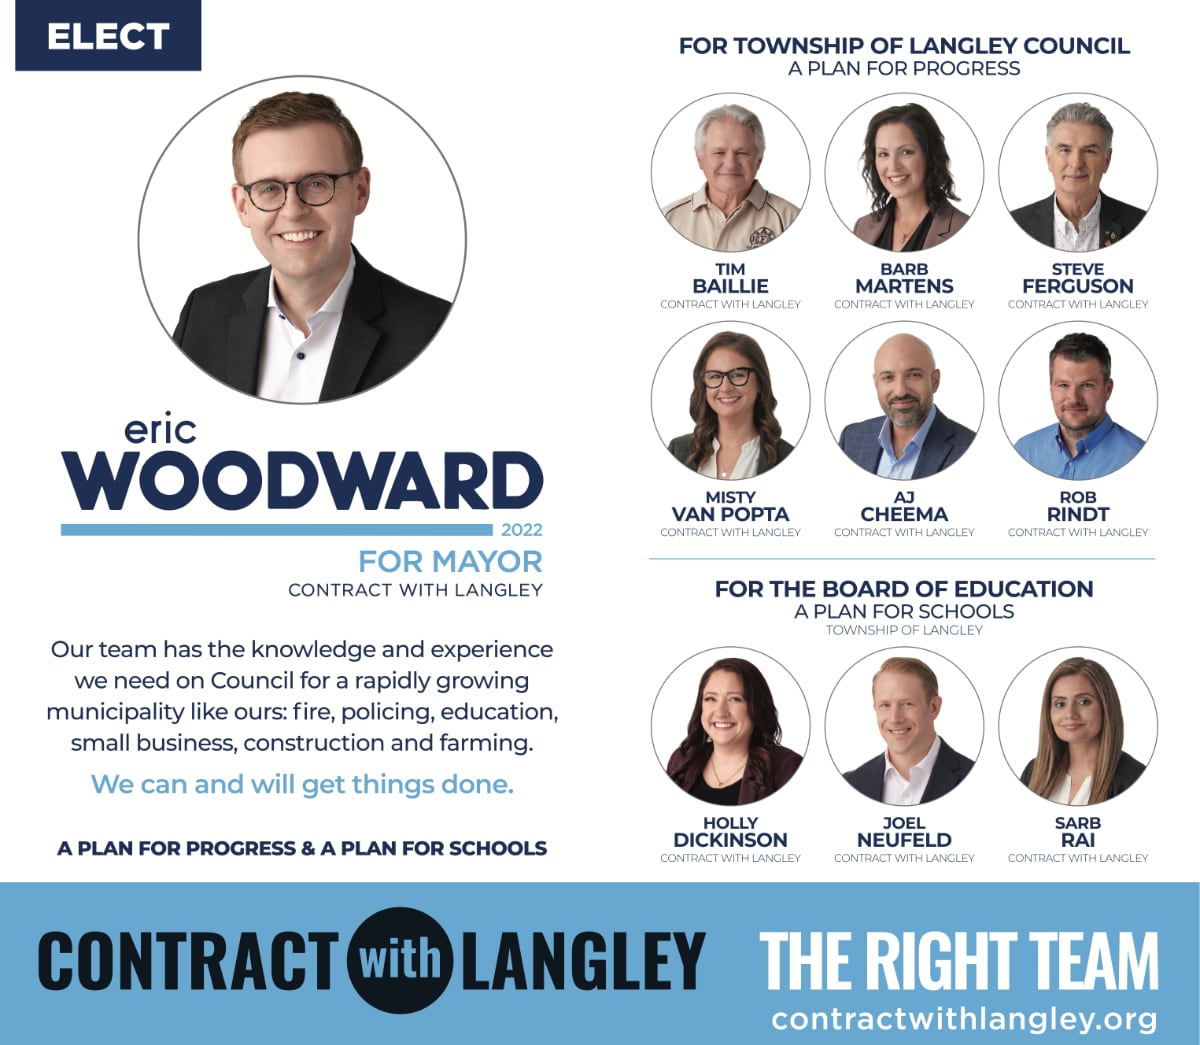 ELECT
eric
WOODWARD
2022
FOR MAYOR
CONTRACT WITH LANGLEY
Our team has the knowledge and experience
we need on Council for a rapidly growing
municipality like ours: fire, policing, education,
small business, construction and farming.
We can and will get things done.
A PLAN FOR PROGRESS & A PLAN FOR SCHOOLS
FOR TOWNSHIP OF LANGLEY COUNCIL
A PLAN FOR PROGRESS
TIM
BAILLIE
CONTRACT WITH LANGLEY
BARB
MARTENS
CONTRACT WITH LANGLEY
STEVE
FERGUSON
CONTRACT WITH LANGLEY
MISTY
VAN POPTA
CONTRACT WITH LANGLEY
AJ
CHEEMA
CONTRACT WITH LANGLEY
ROB
RINDT
CONTRACT WITH LANGLEY
FOR THE BOARD OF EDUCATION
A PLAN FOR SCHOOLS
TOWNSHIP OF LANGLEY
HOLLY
DICKINSON
CONTRACT WITH LANGLEY
JOEL
NEUFELD
CONTRACT WITH LANGLEY
SARB
RAI
CONTRACT WITH LANGLEY
CONTRACT with LANGLEY
THE RIGHT TEAM
contractwithlangley.org